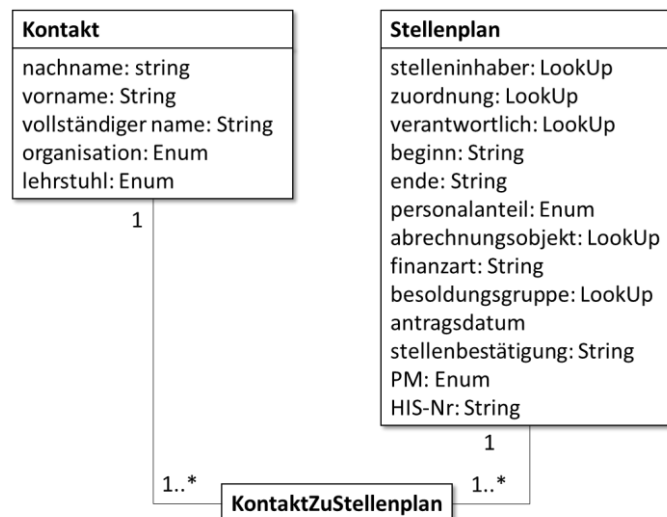 Kontakt
nachname: string
vorname: String
vollständiger name: String
organisation: Enum
lehrstuhl: Enum
1
1..*
Stellenplan
stelleninhaber: LookUp
zuordnung: LookUp
verantwortlich: LookUp
beginn: String
ende: String
personalanteil: Enum
abrechnungsobjekt: LookUp
finanzart: String
besoldungsgruppe: LookUp
antragsdatum
stellenbestätigung: String
PM: Enum
HIS-Nr: String
1
1..*
KontaktZuStellenplan